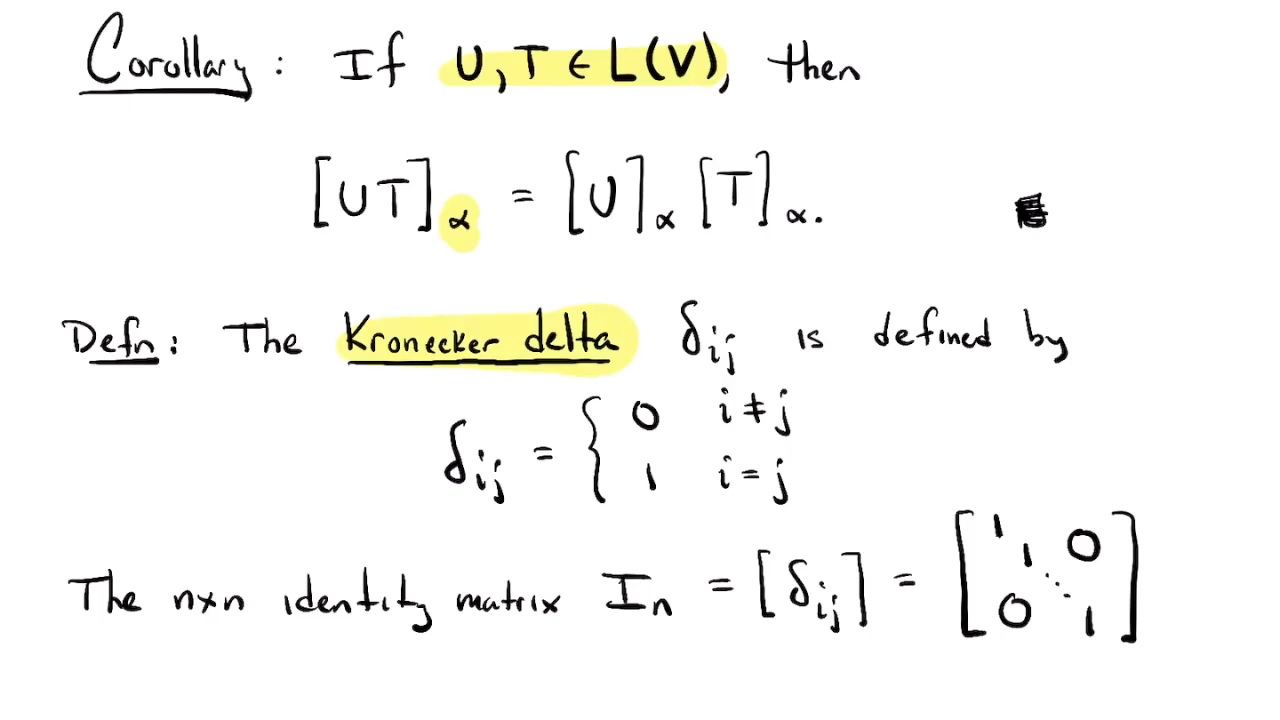 Corollary: If U, T ∈ L(V), then
[UT]α = [U]α [T]α.
Defn: The Kronecker delta δij is defined by
δij = { 0 i ≠ j
1 i = j
The n×n identity matrix In = [δij] = [1 1 0 ⋱ 0 1]